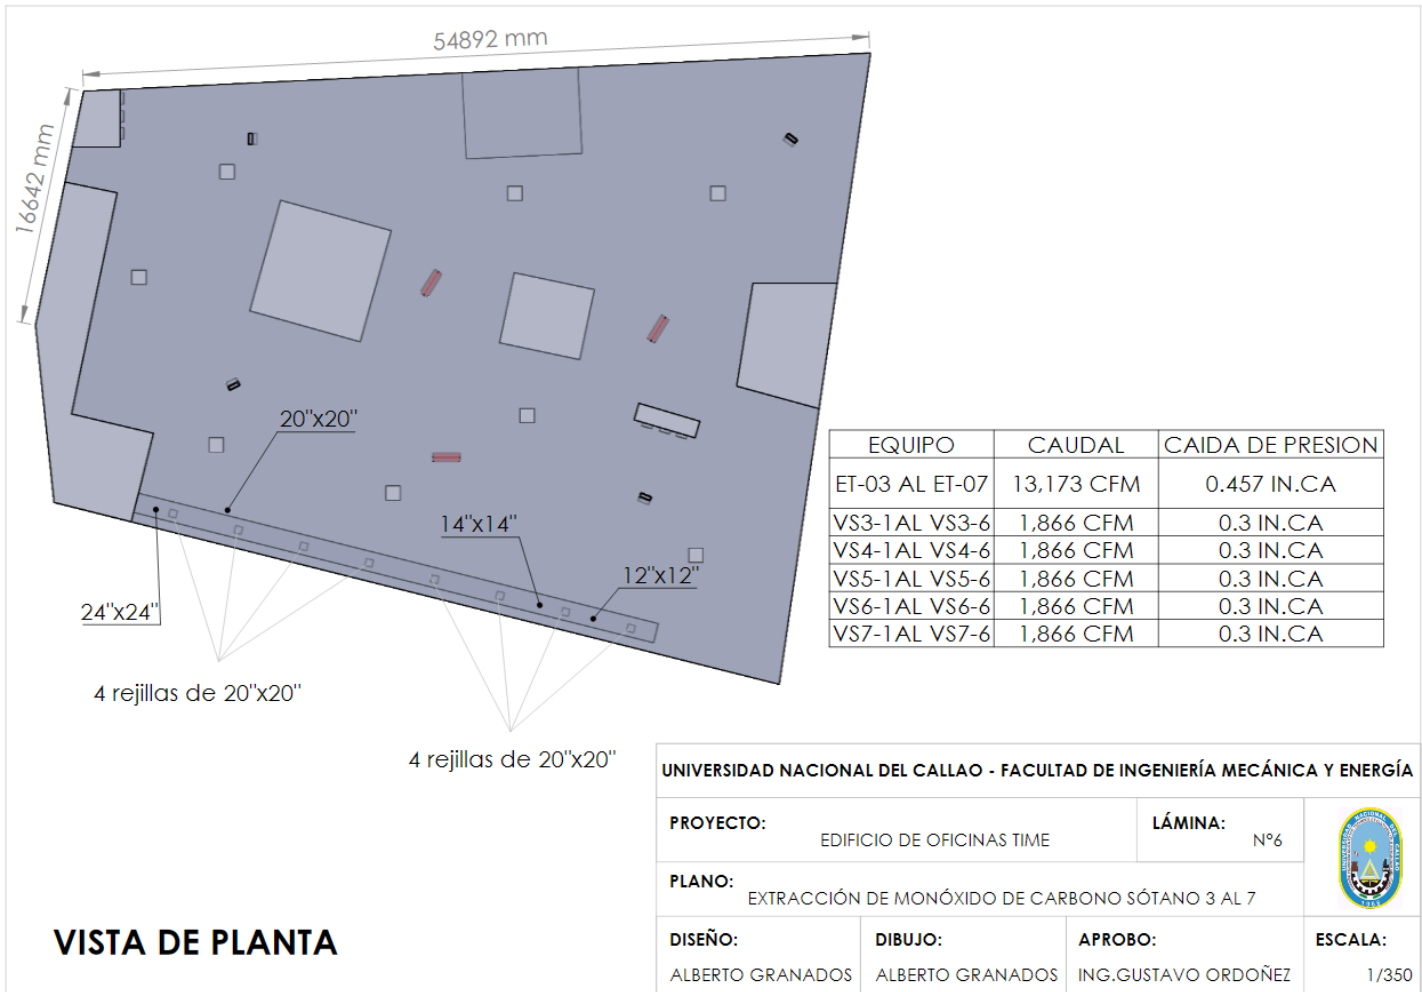 54892 mm
16642 mm
20"x20"
14"x14"
12"x12"
24"x24"
4 rejillas de 20"x20"
4 rejillas de 20"x20"
EQUIPO CAUDAL CAIDA DE PRESION
ET-03 AL ET-07 13,173 CFM 0.457 IN.CA
VS3-1AL VS3-6 1,866 CFM 0.3 IN.CA
VS4-1AL VS4-6 1,866 CFM 0.3 IN.CA
VS5-1AL VS5-6 1,866 CFM 0.3 IN.CA
VS6-1AL VS6-6 1,866 CFM 0.3 IN.CA
VS7-1AL VS7-6 1,866 CFM 0.3 IN.CA
VISTA DE PLANTA
UNIVERSIDAD NACIONAL DEL CALLAO - FACULTAD DE INGENIERÍA MECÁNICA Y ENERGÍA
PROYECTO:
EDIFICIO DE OFICINAS TIME
LÁMINA:
N°6
PLANO:
EXTRACCIÓN DE MONÓXIDO DE CARBONO SÓTANO 3 AL 7
DISEÑO:
ALBERTO GRANADOS
DIBUJO:
ALBERTO GRANADOS
APROBO:
ING.GUSTAVO ORDOÑEZ
ESCALA:
1/350